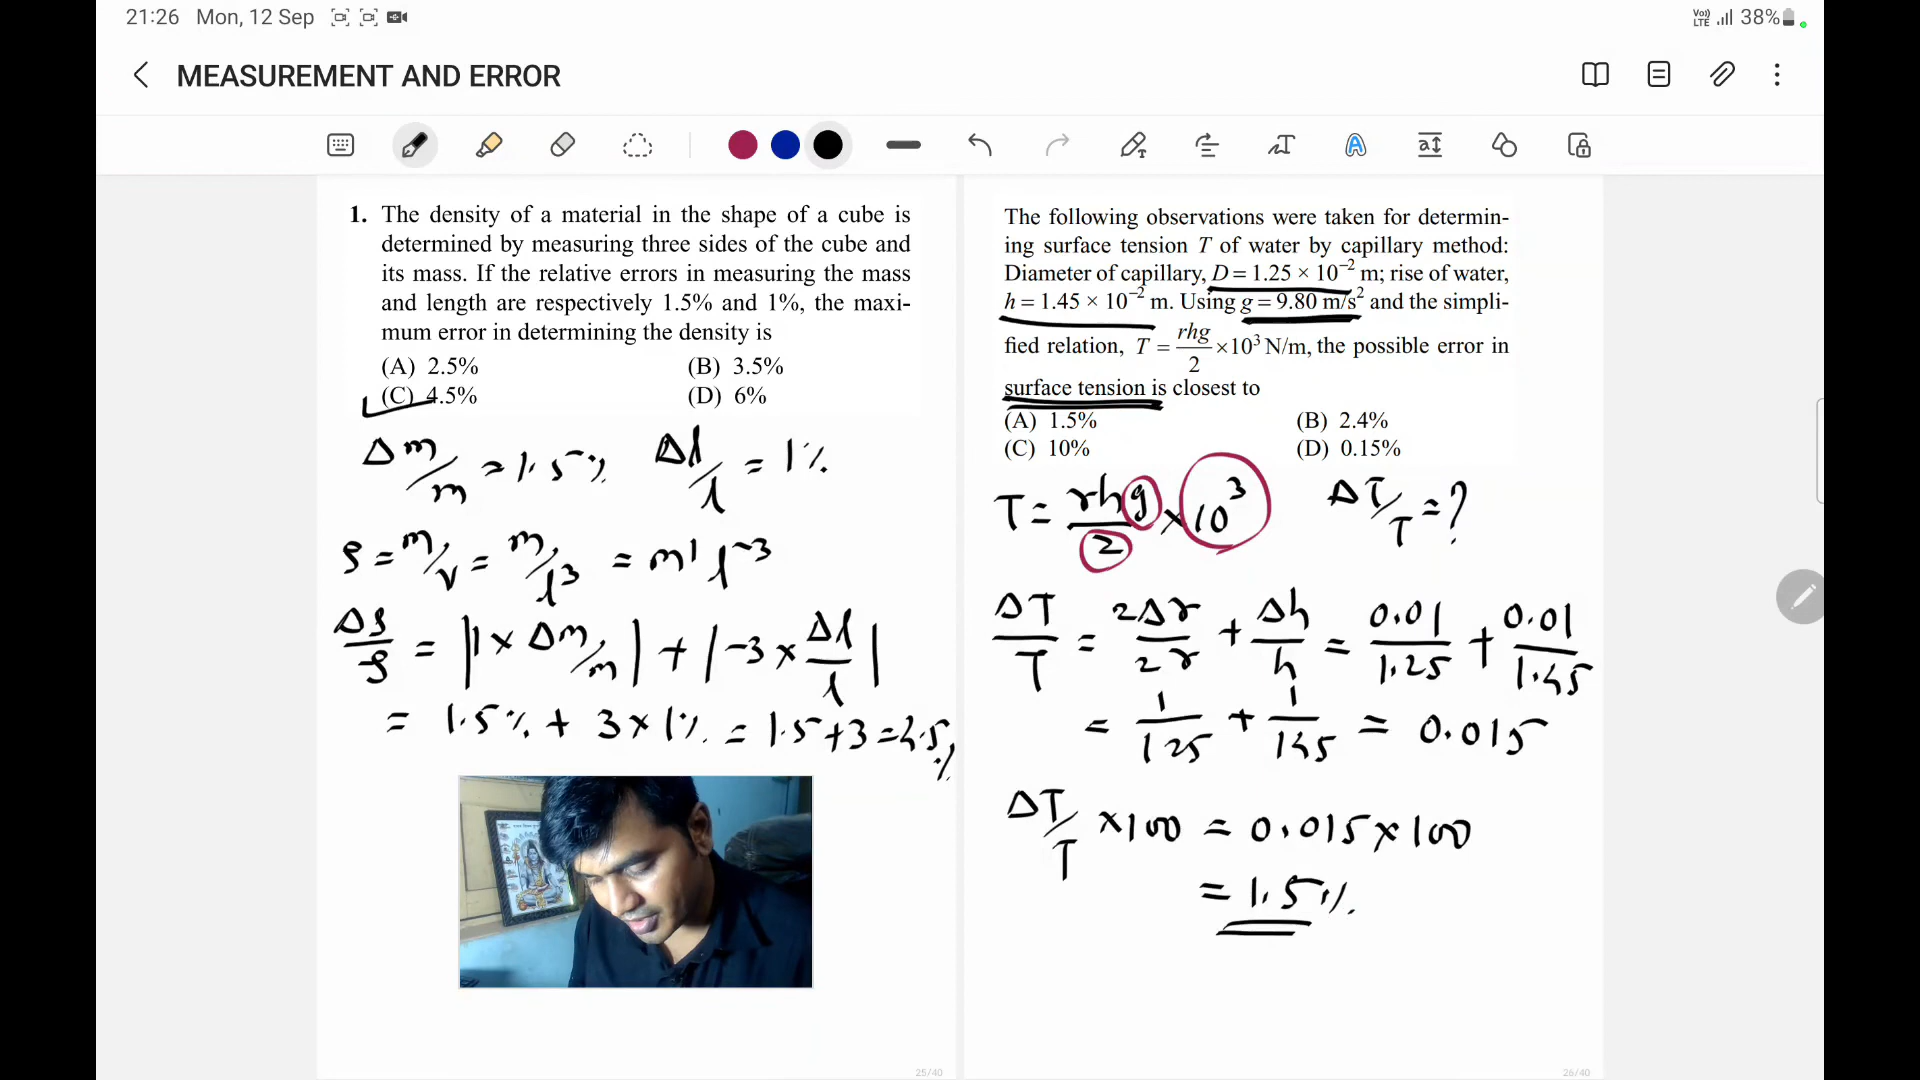 21:26 Mon, 12 Sep
Vo)) LTE 38%
MEASUREMENT AND ERROR
1. The density of a material in the shape of a cube is
determined by measuring three sides of the cube and
its mass. If the relative errors in measuring the mass
and length are respectively 1.5% and 1%, the maxi-
mum error in determining the density is
(A) 2.5% (B) 3.5%
(C) 4.5% (D) 6%
Δm/m = 1.5% Δl/l = 1%
ρ = m/v = m/l³ = m¹ l⁻³
Δρ/ρ = |1 × Δm/m| + |-3 × Δl/l|
= 1.5% + 3 × 1% = 1.5 + 3 = 4.5%
25/40
The following observations were taken for determin-
ing surface tension T of water by capillary method:
Diameter of capillary, D = 1.25 × 10⁻² m; rise of water,
h = 1.45 × 10⁻² m. Using g = 9.80 m/s² and the simpli-
fied relation, T = rhg/2 × 10³ N/m, the possible error in
surface tension is closest to
(A) 1.5% (B) 2.4%
(C) 10% (D) 0.15%
T = rhg/2 × 10³ ΔT/T = ?
ΔT/T = 2Δr/2r + Δh/h = 0.01/1.25 + 0.01/1.45
= 1/125 + 1/145 = 0.015
ΔT/T × 100 = 0.015 × 100
= 1.5%.
26/40